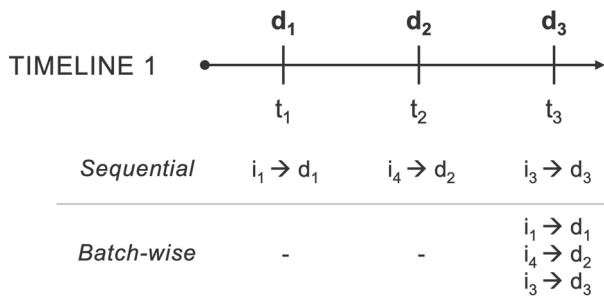 d₁ d₂ d₃
TIMELINE 1
t₁ t₂ t₃
Sequential i₁ → d₁ i₄ → d₂ i₃ → d₃
i₁ → d₁
i₄ → d₂
Batch-wise - - i₃ → d₃